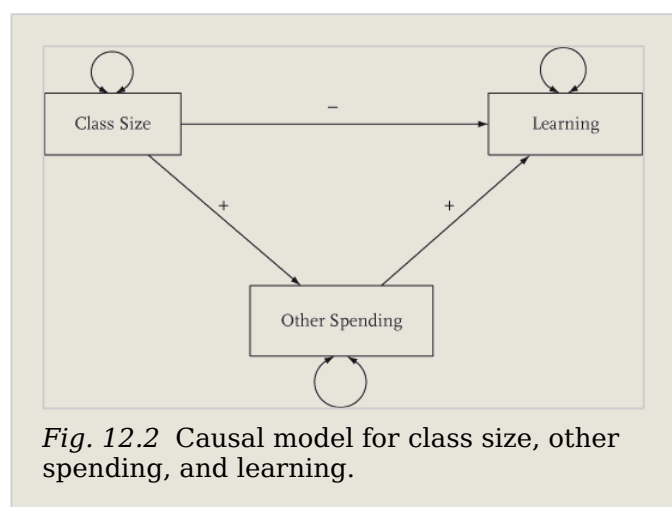 −
Class Size
Learning
+
+
Other Spending
Fig. 12.2 Causal model for class size, other
spending, and learning.